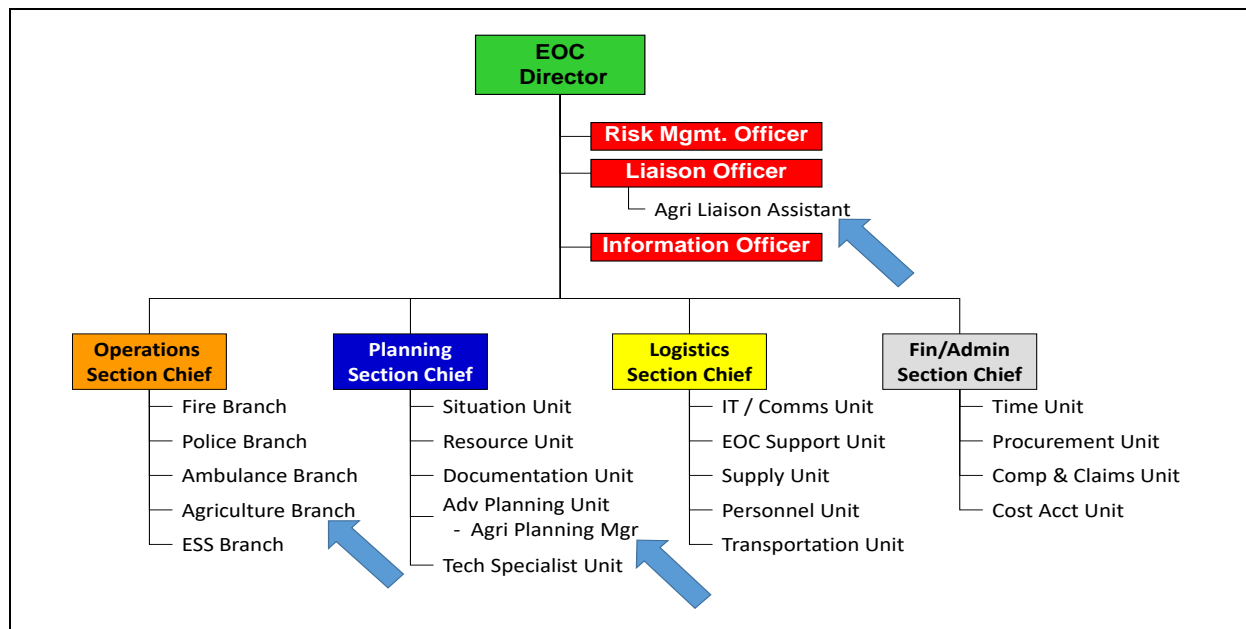 EOC
Director
Risk Mgmt. Officer
Liaison Officer
Agri Liaison Assistant
Information Officer
Operations
Section Chief
Fire Branch
Police Branch
Ambulance Branch
Agriculture Branch
ESS Branch
Planning
Section Chief
Situation Unit
Resource Unit
Documentation Unit
Adv Planning Unit
- Agri Planning Mgr
Tech Specialist Unit
Logistics
Section Chief
IT / Comms Unit
EOC Support Unit
Supply Unit
Personnel Unit
Transportation Unit
Fin/Admin
Section Chief
Time Unit
Procurement Unit
Comp & Claims Unit
Cost Acct Unit